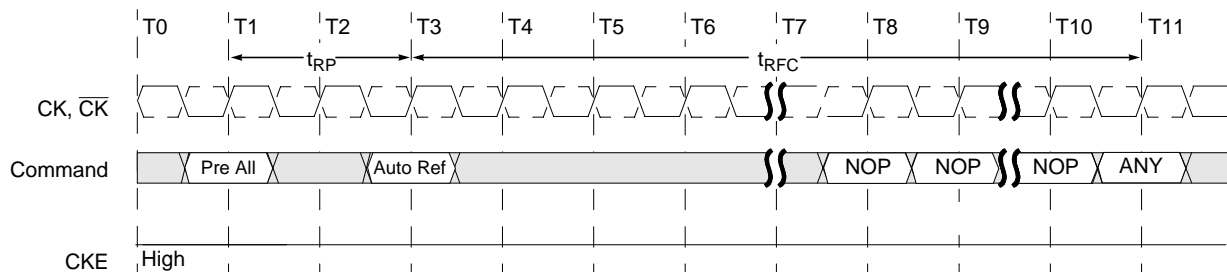 T0 T1 T2 T3 T4 T5 T6 T7 T8 T9 T10 T11
tRP tRFC
CK, C̅K̅
Command Pre All Auto Ref NOP NOP NOP ANY
CKE High